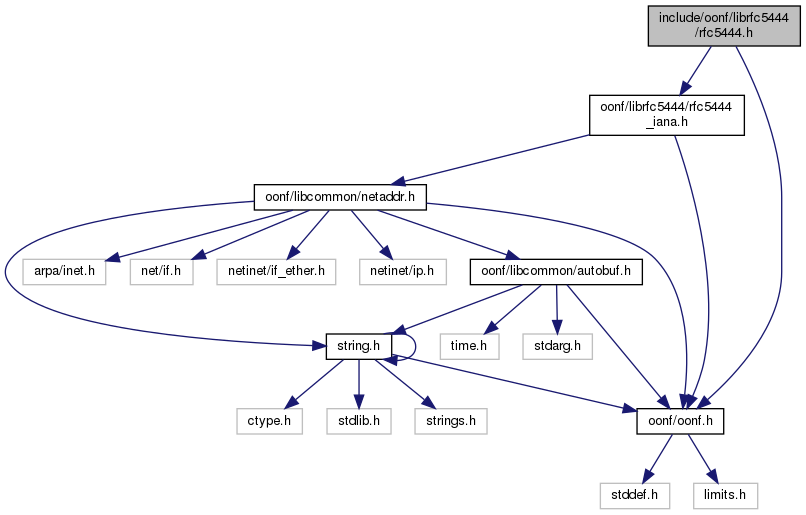 include/oonf/librfc5444
/rfc5444.h
oonf/librfc5444/rfc5444
_iana.h
oonf/libcommon/netaddr.h
arpa/inet.h
net/if.h
netinet/if_ether.h
netinet/ip.h
oonf/libcommon/autobuf.h
string.h
time.h
stdarg.h
ctype.h
stdlib.h
strings.h
oonf/oonf.h
stddef.h
limits.h